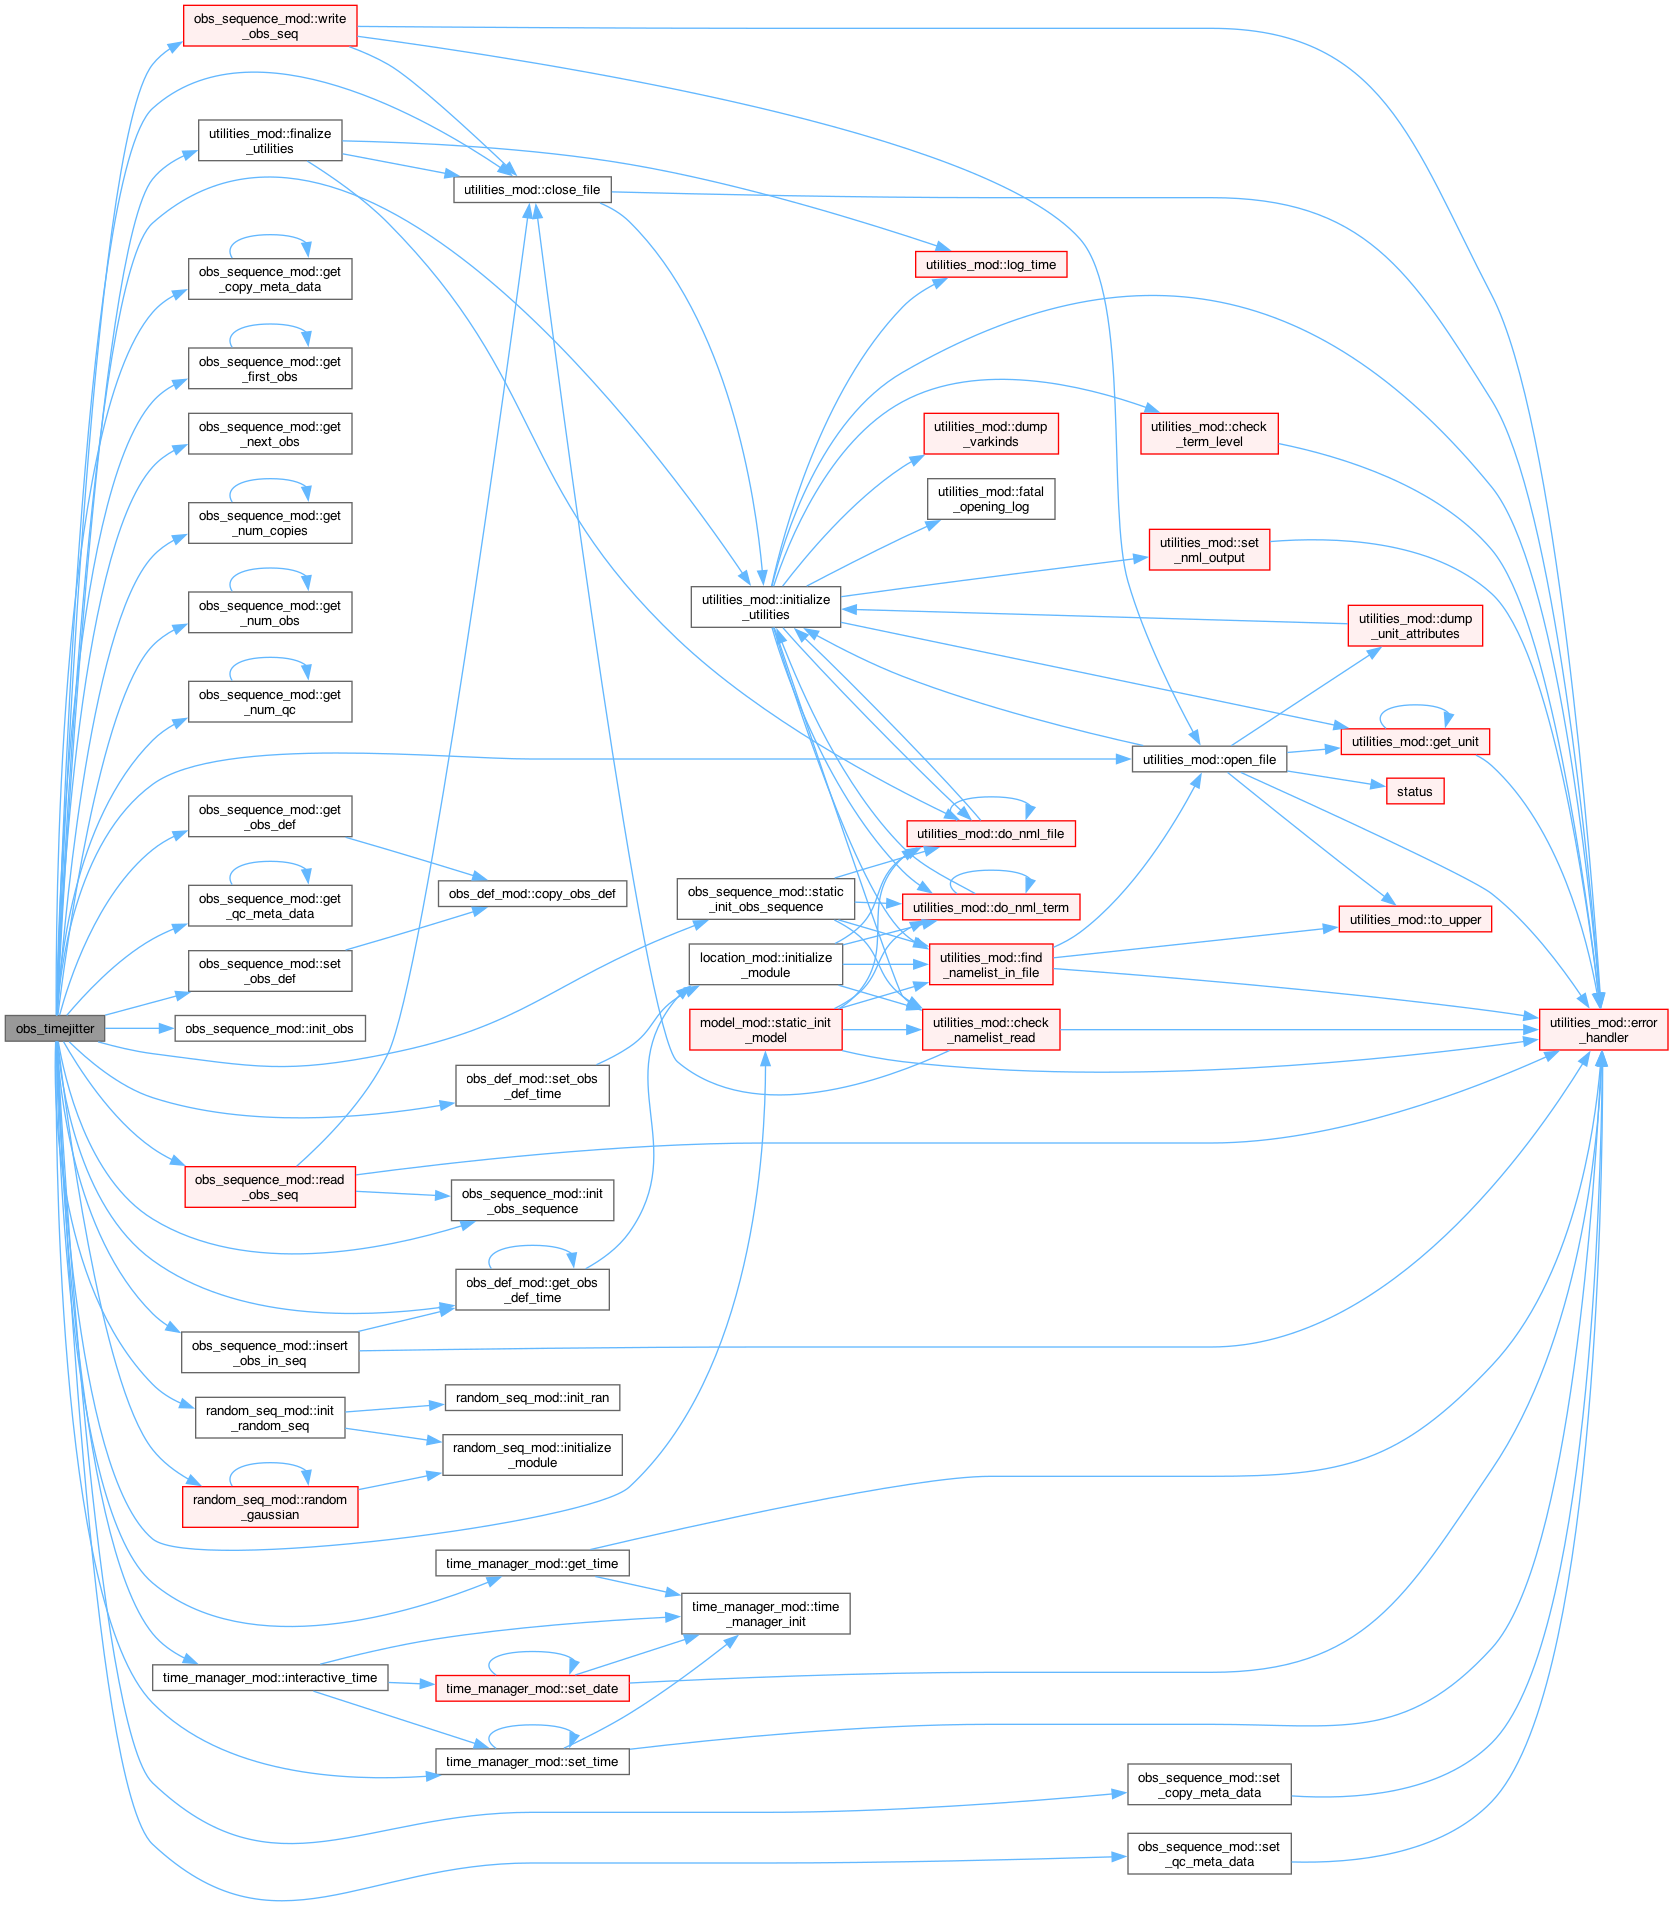 obs_sequence_mod::write
_obs_seq
utilities_mod::finalize
_utilities
utilities_mod::close_file
utilities_mod::log_time
obs_sequence_mod::get
_copy_meta_data
obs_sequence_mod::get
_first_obs
obs_sequence_mod::get
_next_obs
utilities_mod::dump
_varkinds
utilities_mod::check
_term_level
utilities_mod::fatal
_opening_log
obs_sequence_mod::get
_num_copies
utilities_mod::set
_nml_output
obs_sequence_mod::get
_num_obs
utilities_mod::initialize
_utilities
utilities_mod::dump
_unit_attributes
obs_sequence_mod::get
_num_qc
utilities_mod::get_unit
utilities_mod::open_file
status
obs_sequence_mod::get
_obs_def
utilities_mod::do_nml_file
obs_sequence_mod::get
_qc_meta_data
obs_def_mod::copy_obs_def
obs_sequence_mod::static
_init_obs_sequence
utilities_mod::do_nml_term
utilities_mod::to_upper
obs_sequence_mod::set
_obs_def
location_mod::initialize
_module
utilities_mod::find
_namelist_in_file
obs_timejitter
obs_sequence_mod::init_obs
model_mod::static_init
_model
utilities_mod::check
_namelist_read
utilities_mod::error
_handler
obs_def_mod::set_obs
_def_time
obs_sequence_mod::read
_obs_seq
obs_sequence_mod::init
_obs_sequence
obs_def_mod::get_obs
_def_time
obs_sequence_mod::insert
_obs_in_seq
random_seq_mod::init_ran
random_seq_mod::init
_random_seq
random_seq_mod::initialize
_module
random_seq_mod::random
_gaussian
time_manager_mod::get_time
time_manager_mod::time
_manager_init
time_manager_mod::interactive_time
time_manager_mod::set_date
time_manager_mod::set_time
obs_sequence_mod::set
_copy_meta_data
obs_sequence_mod::set
_qc_meta_data